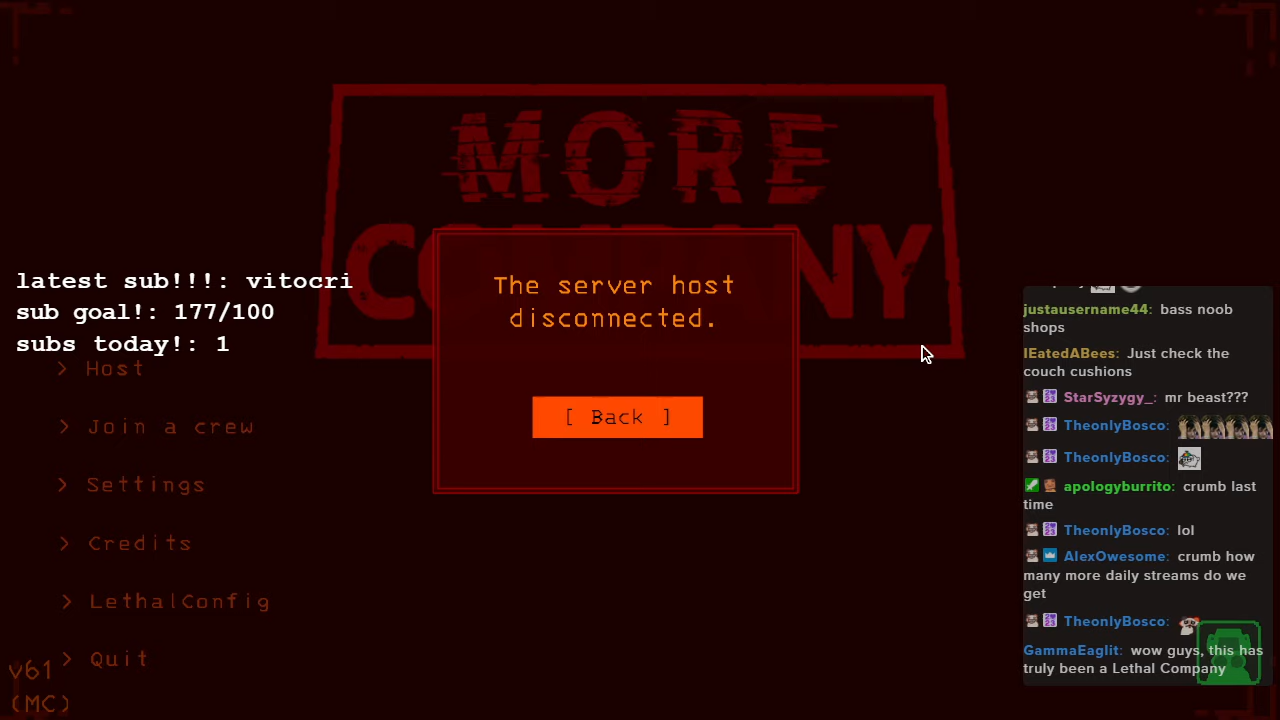 MORE
COMPANY
The server host
disconnected.
[ Back ]
latest sub!!!: vitocri
sub goal!: 177/100
subs today!: 1
> Host
> Join a crew
> Settings
> Credits
> LethalConfig
> Quit
v61
(MC)
justausername44: bass noob
shops
IEatedABees: Just check the
couch cushions
StarSyzygy_: mr beast???
TheonlyBosco:
TheonlyBosco:
apologyburrito: crumb last
time
TheonlyBosco: lol
AlexOwesome: crumb how
many more daily streams do we
get
TheonlyBosco:
GammaEaglit: wow guys, this has
truly been a Lethal Company